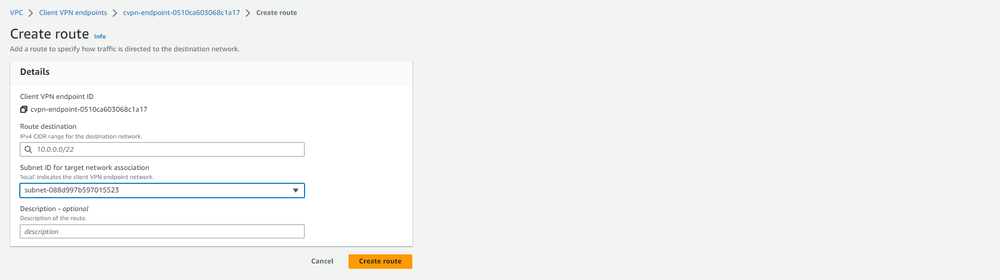 VPC > Client VPN endpoints > cvpn-endpoint-0510ca603068c1a17 > Create route
Create route Info
Add a route to specify how traffic is directed to the destination network.
Details
Client VPN endpoint ID
cvpn-endpoint-0510ca603068c1a17
Route destination
IPv4 CIDR range for the destination network.
10.0.0.0/22
Subnet ID for target network association
'local' indicates the client VPN endpoint network.
subnet-088d997b597015523
Description - optional
Description of the route.
description
Cancel Create route